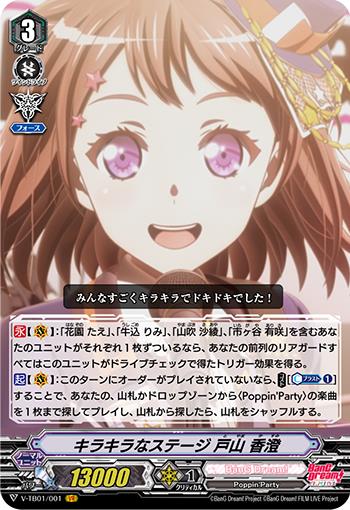 3
グレード
ツインドライブ
フォース
みんなすごくキラキラでドキドキでした！
【永】【(V)】：「花園 たえ」、「牛込 りみ」、「山吹 沙綾」、「市ヶ谷 有咲」を含むあな
たのユニットがそれぞれ１枚ずついるなら、あなたの前列のリアガードす
べてはこのユニットがドライブチェックで得たトリガー効果を得る。
【起】【(V)】：このターンにオーダーがプレイされていないなら、【ソウルブラスト①】
することで、あなたの、山札かドロップゾーンから〈Poppin'Party〉の楽曲
を１枚まで探してプレイし、山札から探したら、山札をシャッフルする。
キラキラなステージ 戸山 香澄
ノーマルユニット
パワー
13000
1
クリティカル
BanG Dream!
Poppin'Party
BanG Dream!
V-TB01/001
©BanG Dream! Project ©BanG Dream! FILM LIVE Project